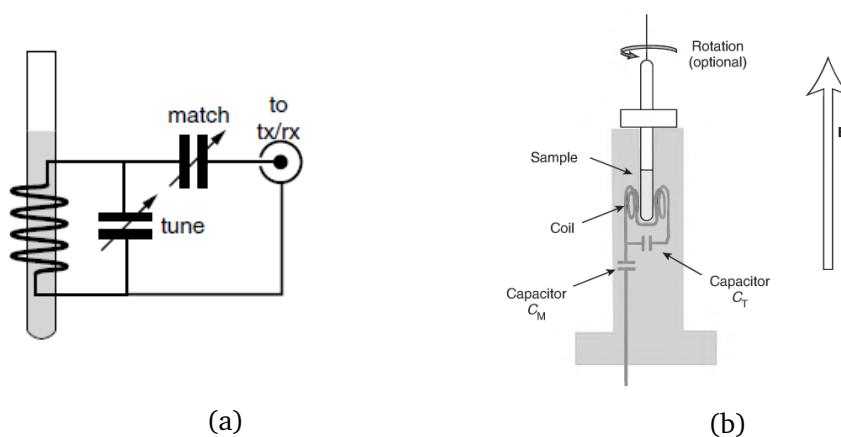 to
match
tx/rx
tune
(a)
Rotation
(optional)
Sample
Coil
Capacitor
C_M
Capacitor
C_T
B
(b)